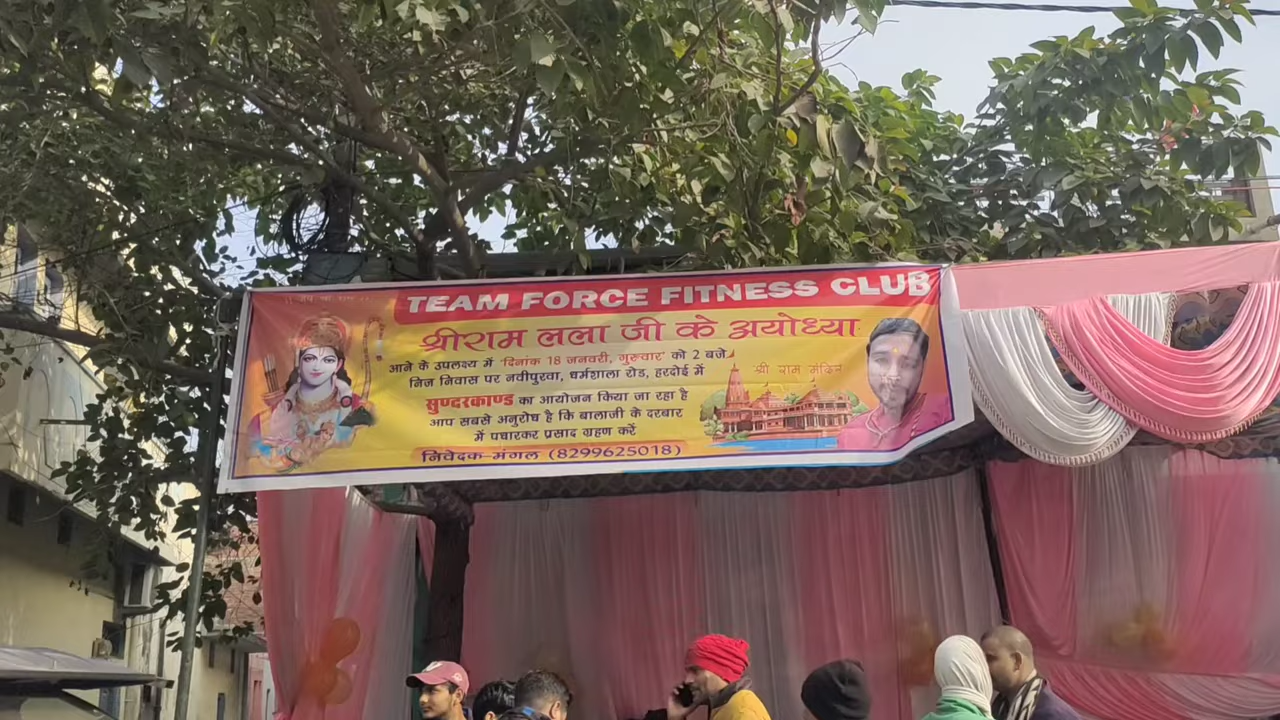 TEAM FORCE FITNESS CLUB
श्रीराम लला जी के अयोध्या
आने के उपलक्ष्य में दिनांक 18 जनवरी, गुरूवार को 2 बजे
निज निवास पर नवीपुरवा, धर्मशाला रोड, हरदोई में
श्री राम मंदिर
सुण्दरकाण्ड का आयोजन किया जा रहा है
आप सबसे अनुरोध है कि बालाजी के दरबार
में पधारकर प्रसाद ग्रहण करें
निवेदक-मंगल (8299625018)